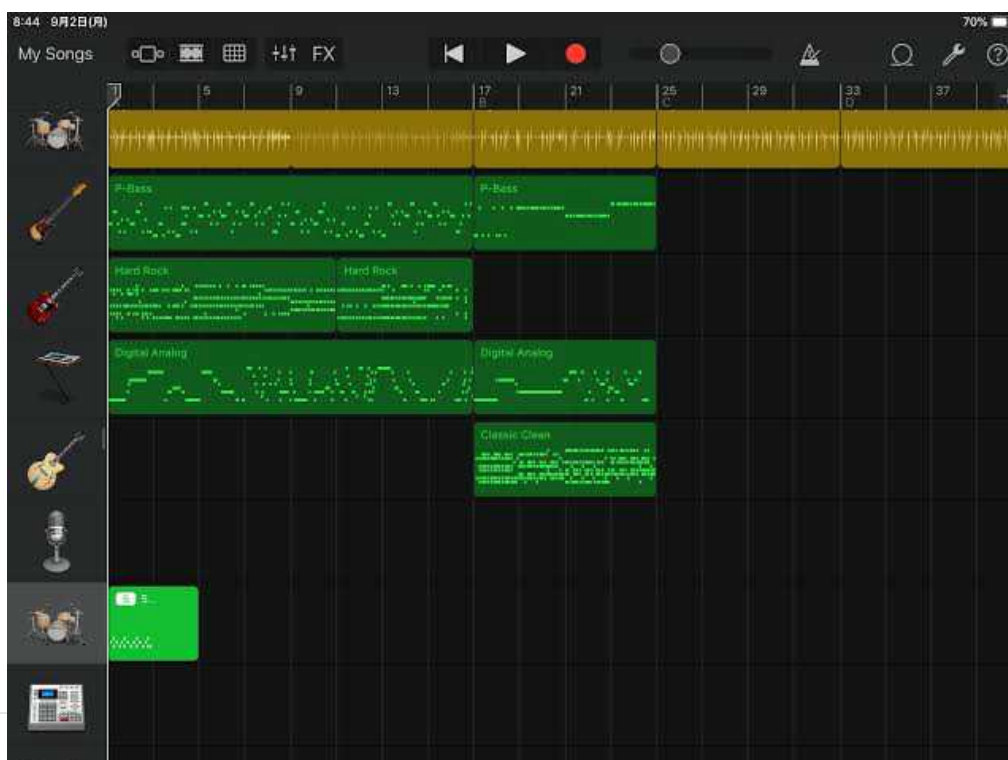 8:44 9月2日(月) 70%
My Songs FX
1 5 9 13 17 21 25 29 33 37
B C D
P-Bass P-Bass
Hard Rock Hard Rock
Digital Analog Digital Analog
Classic Clean
S S...